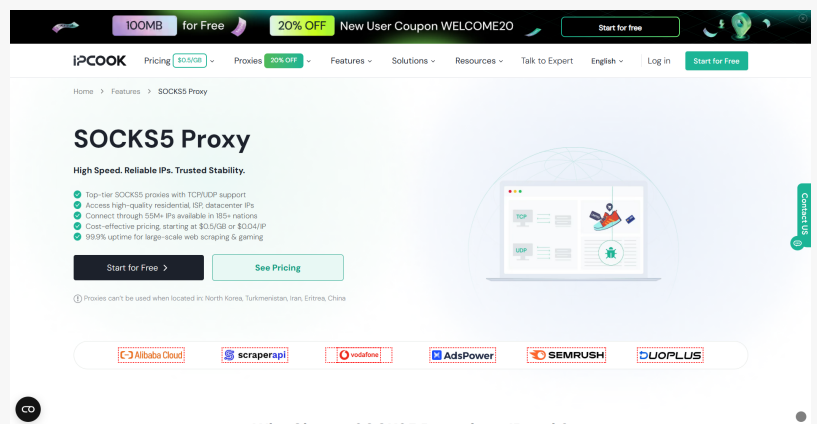 100MB for Free 20% OFF New User Coupon WELCOME20 Start for free
IPCOOK Pricing $0.5/GB Proxies 20% OFF Features Solutions Resources Talk to Expert English Log in Start for Free
Home > Features > SOCKS5 Proxy
SOCKS5 Proxy
High Speed. Reliable IPs. Trusted Stability.
Top-tier SOCKS5 proxies with TCP/UDP support
Access high-quality residential, ISP, datacenter IPs
Connect through 55M+ IPs available in 185+ nations
Cost-effective pricing, starting at $0.5/GB or $0.04/IP
99.9% uptime for large-scale web scraping & gaming
TCP
UDP
Contact US
Start for Free > See Pricing
Proxies can't be used when located in: North Korea, Turkmenistan, Iran, Eritrea, China
Alibaba Cloud scraperapi vodafone AdsPower SEMRUSH DUOPLUS